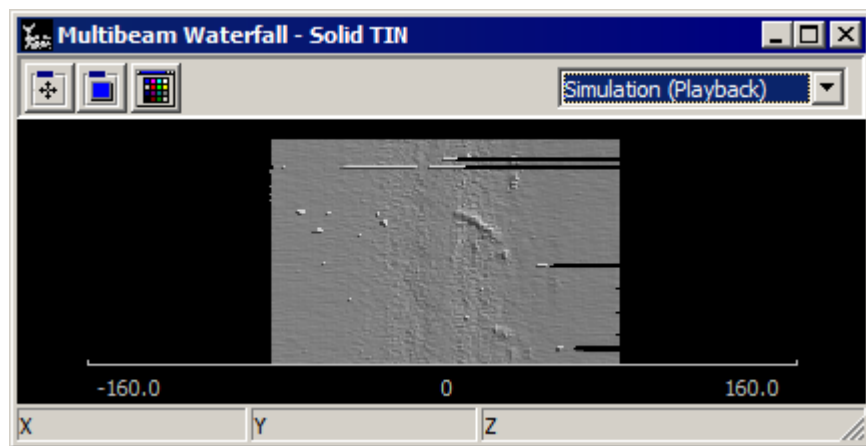 Multibeam Waterfall - Solid TIN
Simulation (Playback)
-160.0 0 160.0
X Y Z